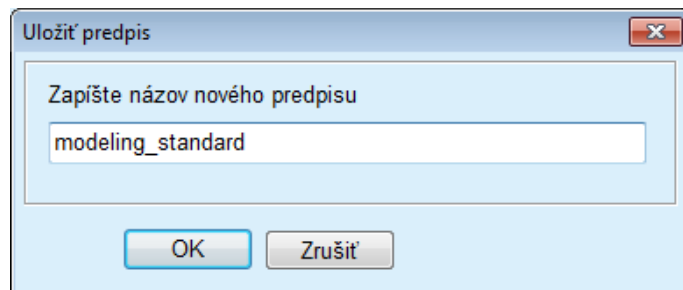 Uložiť predpis
Zapíšte názov nového predpisu
modeling_standard
OK Zrušiť